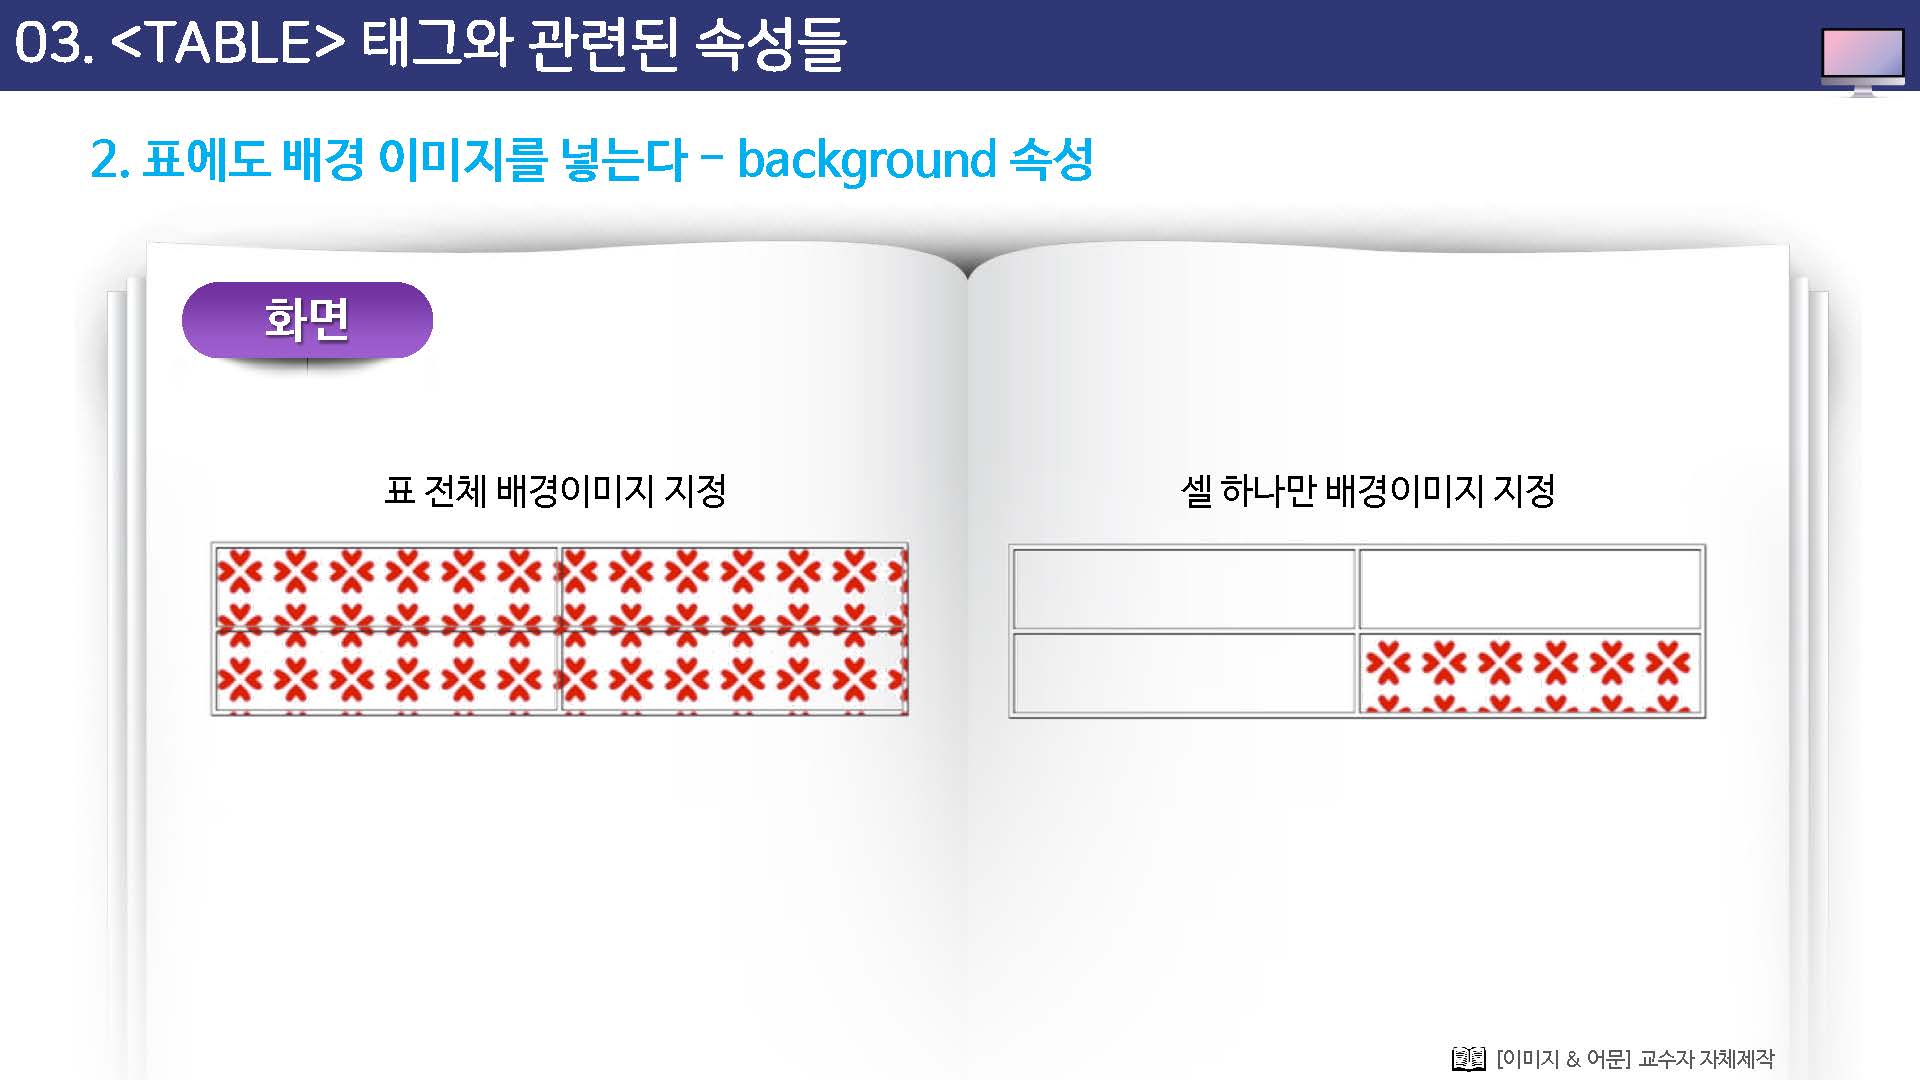 03. <TABLE> 태그와 관련된 속성들
2. 표에도 배경 이미지를 넣는다 - background 속성
화면
표 전체 배경이미지 지정
셀 하나만 배경이미지 지정
[이미지 & 어문] 교수자 자체제작